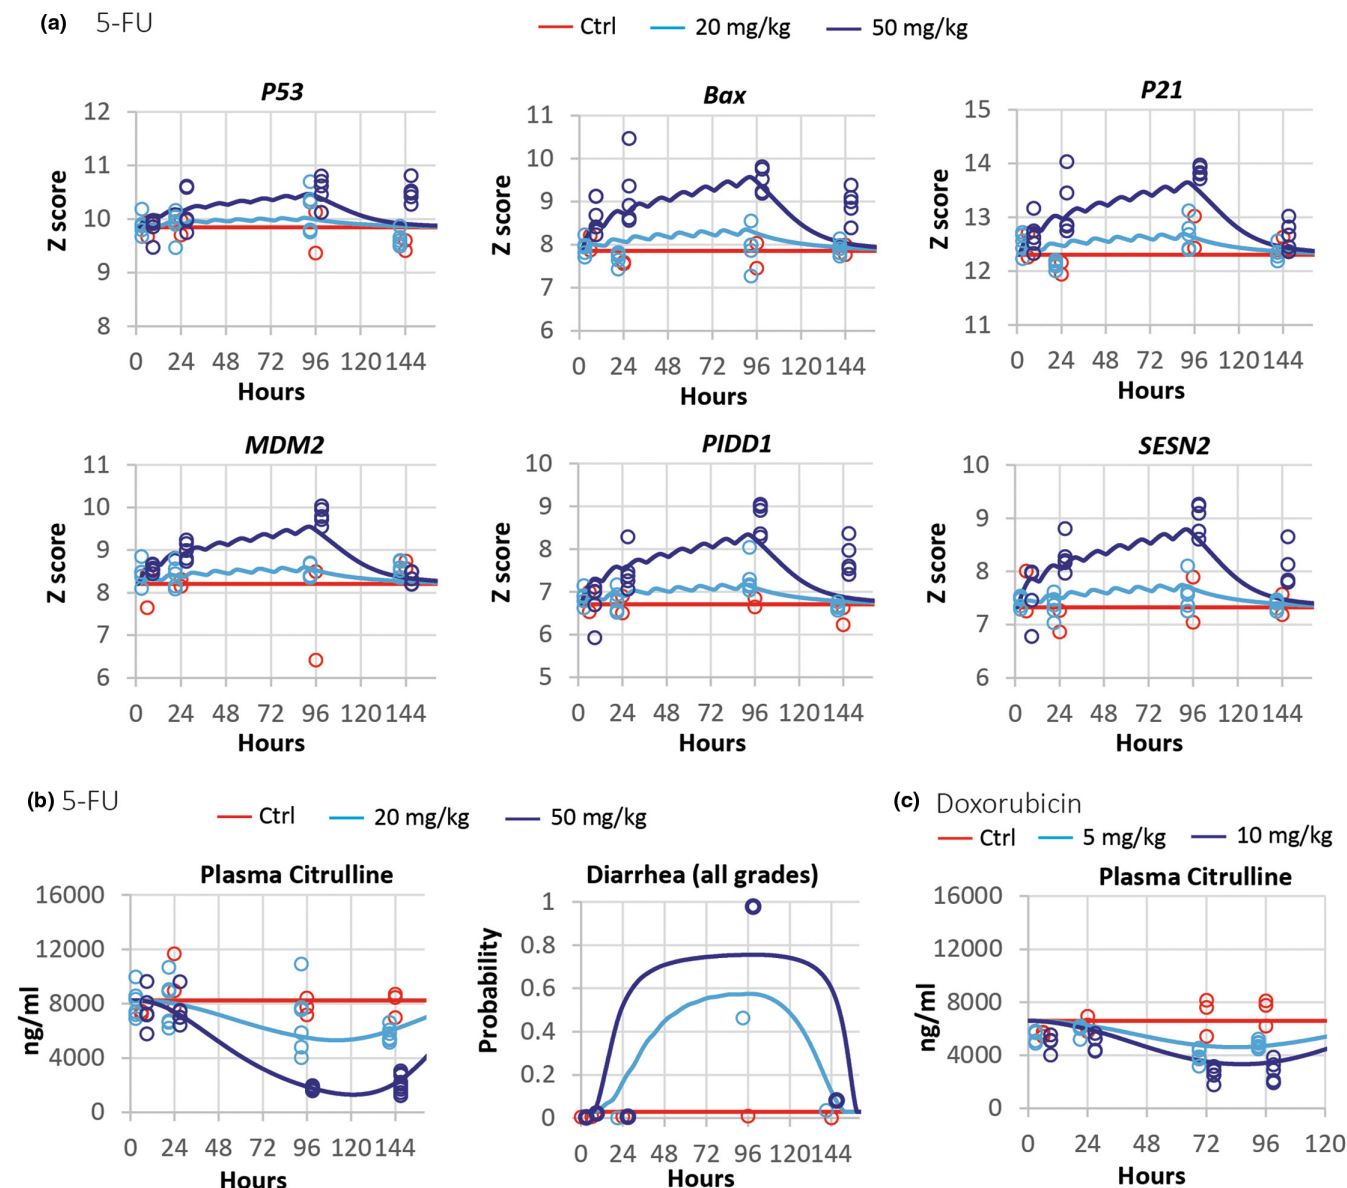 (a) 5-FU
Ctrl 20 mg/kg 50 mg/kg
P53
12
11
10
9
8
Z score
0 24 48 72 96 120 144
Hours
Bax
11
10
9
8
7
6
Z score
0 24 48 72 96 120 144
Hours
P21
15
14
13
12
11
Z score
0 24 48 72 96 120 144
Hours
MDM2
11
10
9
8
7
6
Z score
0 24 48 72 96 120 144
Hours
PIDD1
10
9
8
7
6
5
Z score
0 24 48 72 96 120 144
Hours
SESN2
10
9
8
7
6
Z score
0 24 48 72 96 120 144
Hours
(b) 5-FU
Ctrl 20 mg/kg 50 mg/kg
Plasma Citrulline
16000
12000
8000
4000
0
ng/ml
0 24 48 72 96 120 144
Hours
Diarrhea (all grades)
1
0.8
0.6
0.4
0.2
0
Probability
0 24 48 72 96 120 144
Hours
(c) Doxorubicin
Ctrl 5 mg/kg 10 mg/kg
Plasma Citrulline
16000
12000
8000
4000
0
ng/ml
0 24 48 72 96 120
Hours